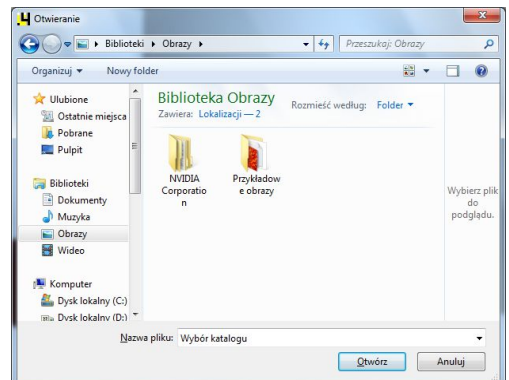 Otwieranie
Biblioteki Obrazy
Przeszukaj: Obrazy
Organizuj Nowy folder
Ulubione
Ostatnie miejsca
Pobrane
Pulpit
Biblioteki
Dokumenty
Muzyka
Obrazy
Wideo
Komputer
Dysk lokalny (C:)
Dysk lokalny (D:)
Biblioteka Obrazy
Zawiera: Lokalizacji — 2
Rozmieść według: Folder
NVIDIA
Corporatio
n
Przykładow
e obrazy
Wybierz plik
do
podglądu.
Nazwa pliku: Wybór katalogu
Otwórz Anuluj